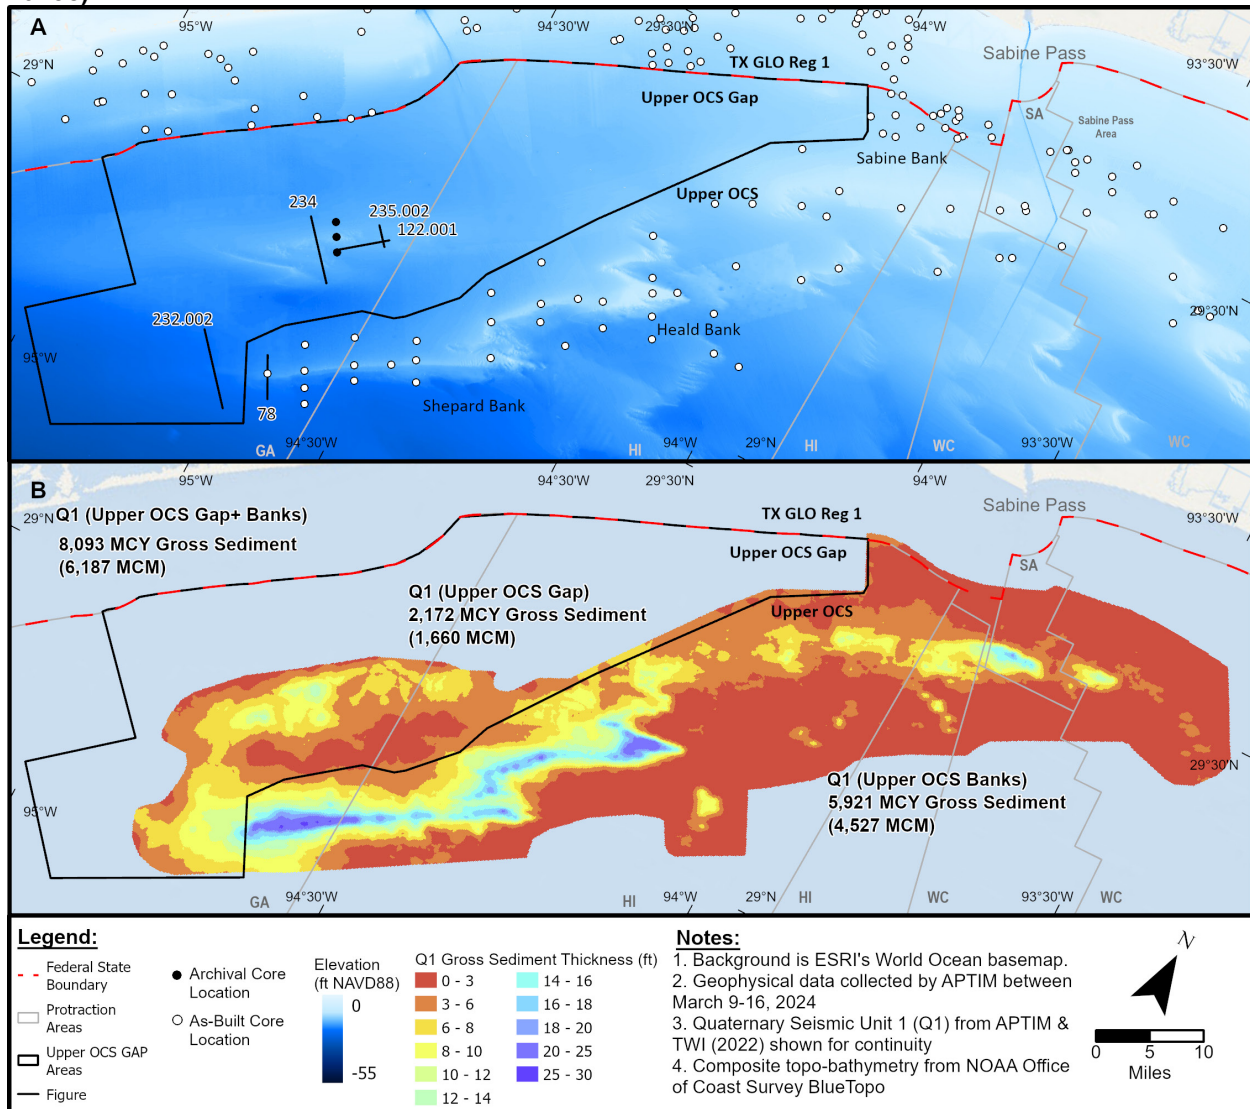 A
95°W
94°30'W
29°30'N
94°W
Sabine Pass
93°30'W
29°N
TX GLO Reg 1
Upper OCS Gap
SA
Sabine Pass
Area
Sabine Bank
Upper OCS
234
235.002
122.001
232.002
29°30'N
Heald Bank
95°W
78
Shepard Bank
94°30'W
GA
HI
94°W
29°N
HI
WC
93°30'W
WC
B
95°W
94°30'W
29°30'N
94°W
Sabine Pass
93°30'W
29°N
Q1 (Upper OCS Gap+ Banks)
8,093 MCY Gross Sediment
(6,187 MCM)
TX GLO Reg 1
Upper OCS Gap
SA
Q1 (Upper OCS Gap)
2,172 MCY Gross Sediment
(1,660 MCM)
Upper OCS
29°30'N
Q1 (Upper OCS Banks)
5,921 MCY Gross Sediment
(4,527 MCM)
95°W
94°30'W
GA
HI
94°W
29°N
HI
WC
93°30'W
WC
Legend:
Federal State
Boundary
Protraction
Areas
Upper OCS GAP
Areas
Figure
Archival Core
Location
As-Built Core
Location
Elevation
(ft NAVD88)
0
-55
Q1 Gross Sediment Thickness (ft)
0 - 3
3 - 6
6 - 8
8 - 10
10 - 12
12 - 14
14 - 16
16 - 18
18 - 20
20 - 25
25 - 30
Notes:
1. Background is ESRI's World Ocean basemap.
2. Geophysical data collected by APTIM between
March 9-16, 2024
3. Quaternary Seismic Unit 1 (Q1) from APTIM &
TWI (2022) shown for continuity
4. Composite topo-bathymetry from NOAA Office
of Coast Survey BlueTopo
N
0 5 10
Miles